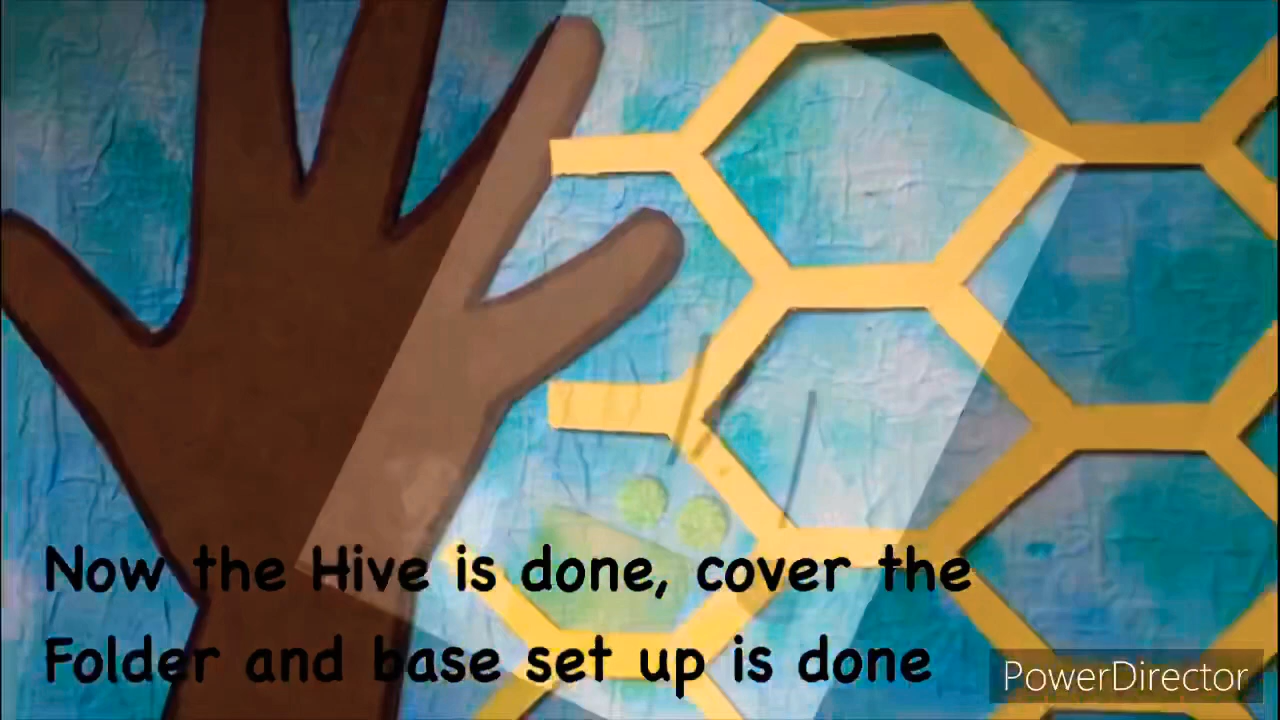 Now the Hive is done, cover the
Folder and base set up is done
PowerDirector